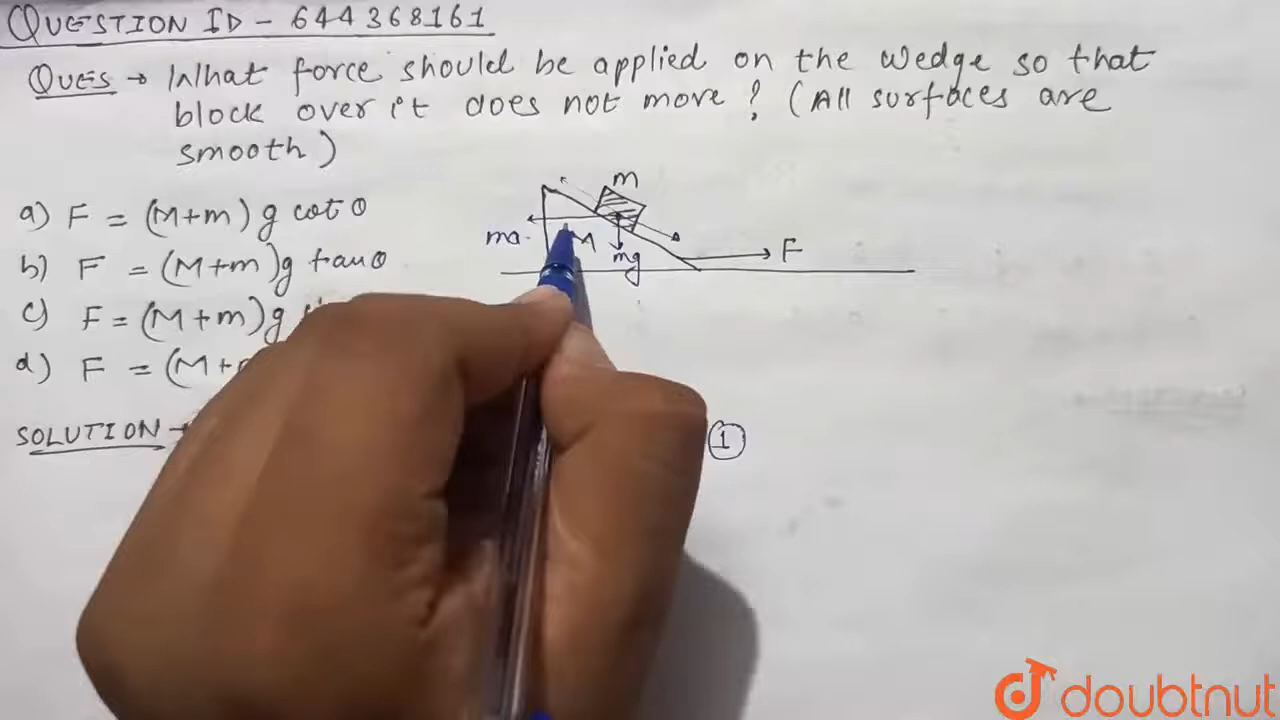 QUESTION ID - 644368161
QUES → What force should be applied on the wedge so that
block over it does not move ? (All surfaces are
smooth)
a) F = (M+m) g cot θ
b) F = (M+m)g tanθ
c) F = (M+m)g
d) F = (M+
SOLUTION →
m
ma
M
mg
F
1
doubtnut